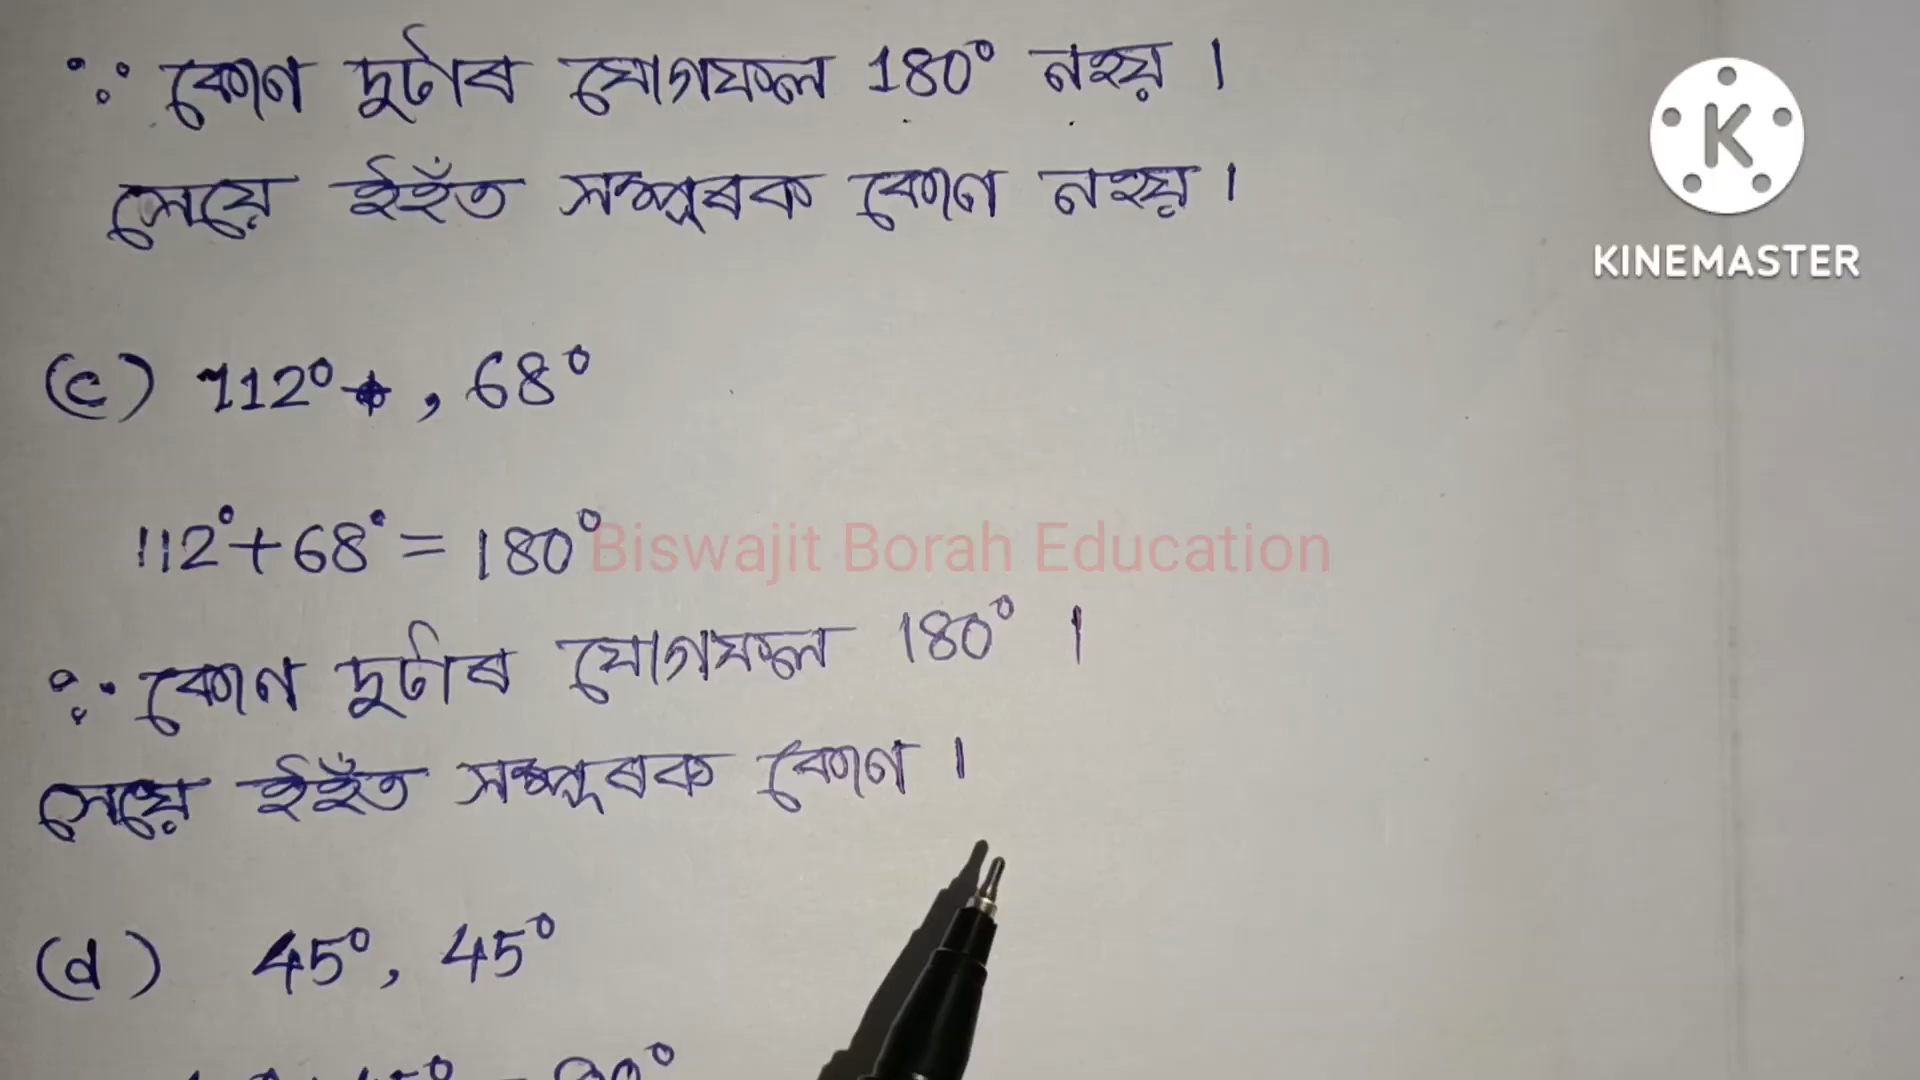 ∵ কোণ দুটাৰ যোগফল 180° নহয় ।
সেয়ে ইহঁত সম্পূৰক কোণ নহয় ।
KINEMASTER
(c) 112° , 68°
112° + 68° = 180°
Biswajit Borah Education
∵ কোণ দুটাৰ যোগফল 180° ।
সেয়ে ইহঁত সম্পূৰক কোণ ।
(d) 45°, 45°